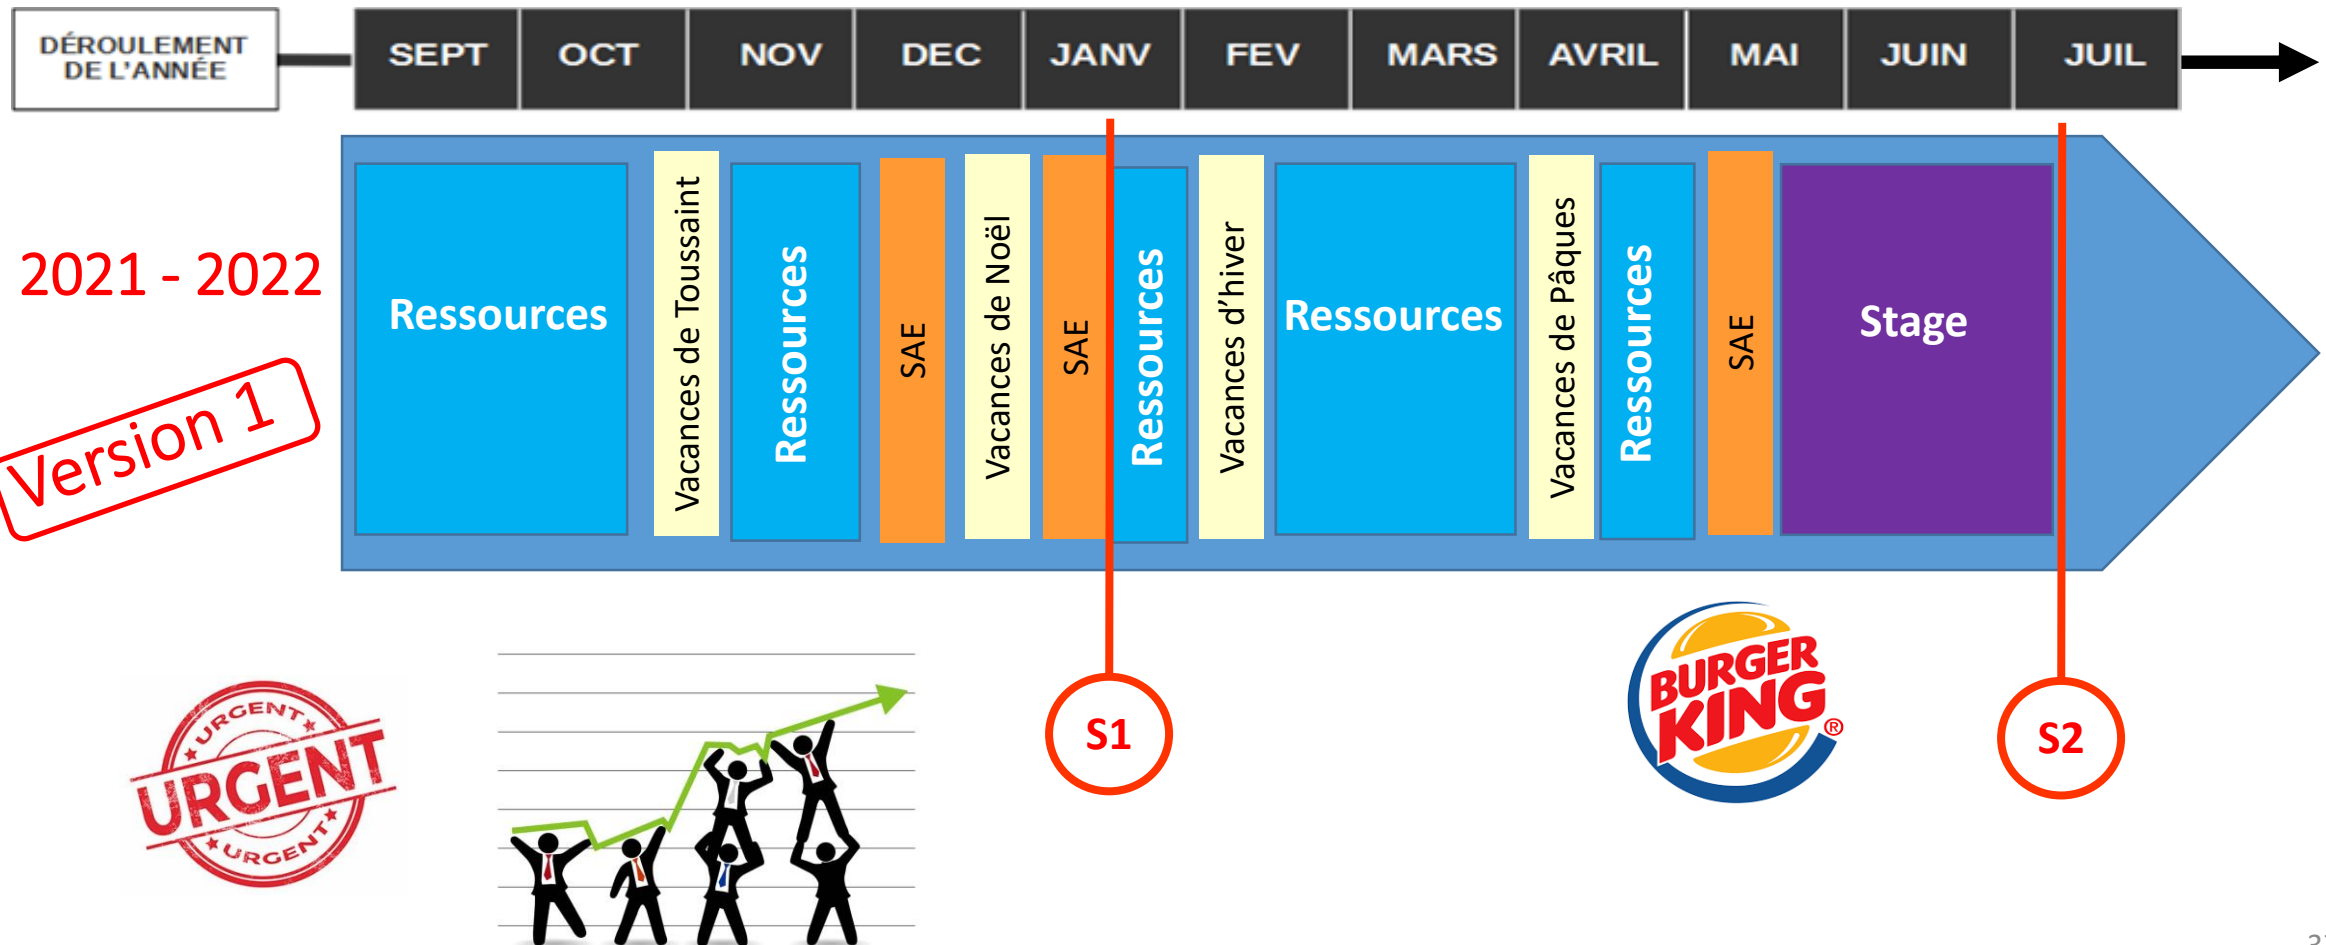 DÉROULEMENT
DE L'ANNÉE
SEPT
OCT
NOV
DEC
JANV
FEV
MARS
AVRIL
MAI
JUIN
JUIL
2021 - 2022
Version 1
Ressources
Vacances de Toussaint
Ressources
SAE
Vacances de Noël
SAE
Ressources
Vacances d'hiver
Ressources
Vacances de Pâques
Ressources
SAE
Stage
URGENT
URGENT
URGENT
S1
BURGER
KING
®
S2